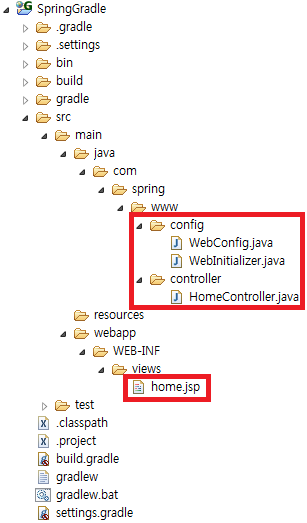 SpringGradle
.gradle
.settings
bin
build
gradle
src
main
java
com
spring
www
config
WebConfig.java
WebInitializer.java
controller
HomeController.java
resources
webapp
WEB-INF
views
home.jsp
test
.classpath
.project
build.gradle
gradlew
gradlew.bat
settings.gradle